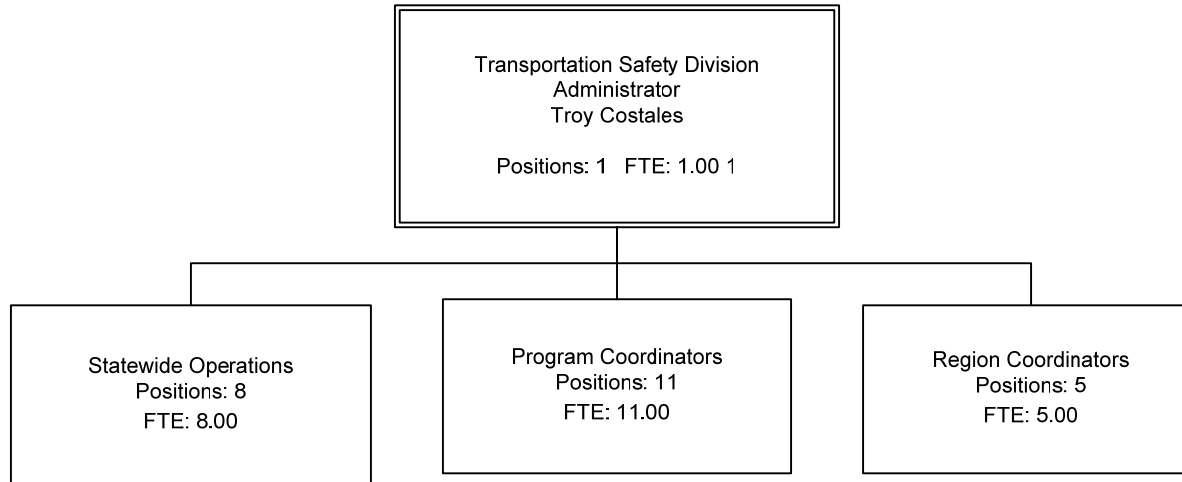 Transportation Safety Division
Administrator
Troy Costales
Positions: 1 FTE: 1.00 1
Statewide Operations
Positions: 8
FTE: 8.00
Program Coordinators
Positions: 11
FTE: 11.00
Region Coordinators
Positions: 5
FTE: 5.00